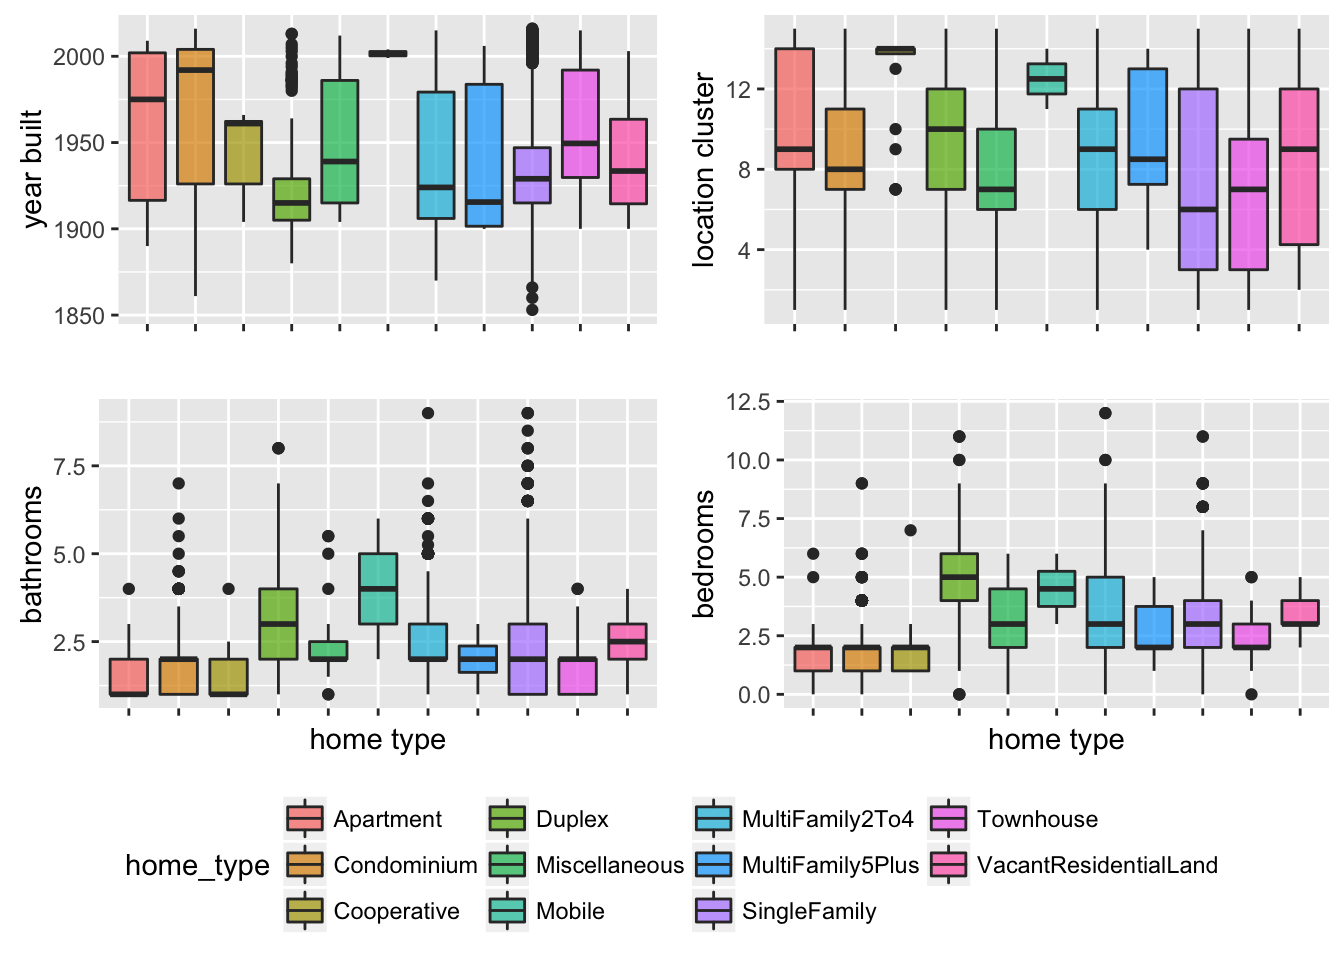 year built
2000
1950
1900
1850
location cluster
12
8
4
bathrooms
7.5
5.0
2.5
home type
bedrooms
12.5
10.0
7.5
5.0
2.5
0.0
home type
home_type
Apartment
Condominium
Cooperative
Duplex
Miscellaneous
Mobile
MultiFamily2To4
MultiFamily5Plus
SingleFamily
Townhouse
VacantResidentialLand